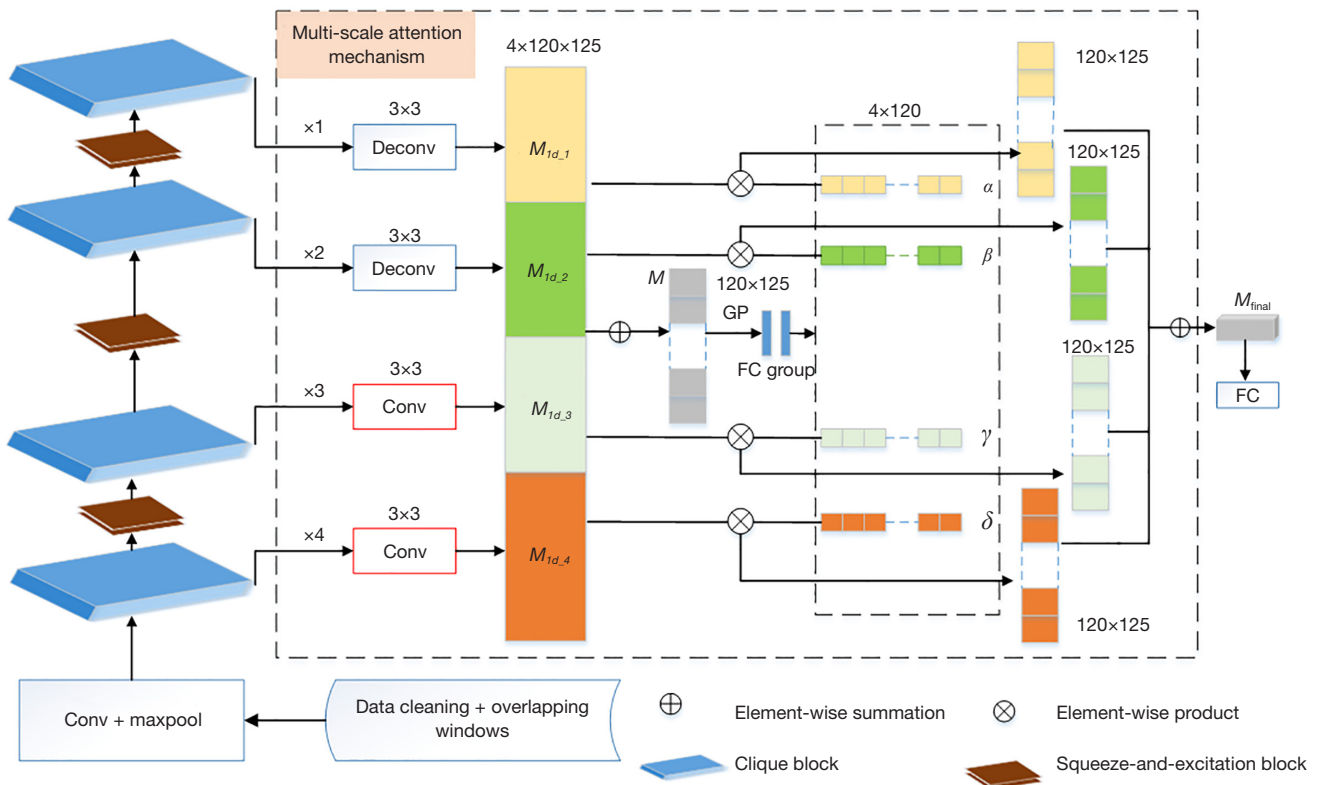 Multi-scale attention
mechanism
4×120×125
120×125
×1
3×3
Deconv
M1d_1
4×120
α
120×125
×2
3×3
Deconv
M1d_2
β
M
120×125
GP
FC group
Mfinal
FC
120×125
×3
3×3
Conv
M1d_3
γ
×4
3×3
Conv
M1d_4
δ
120×125
Conv + maxpool
Data cleaning + overlapping
windows
Element-wise summation
Element-wise product
Clique block
Squeeze-and-excitation block